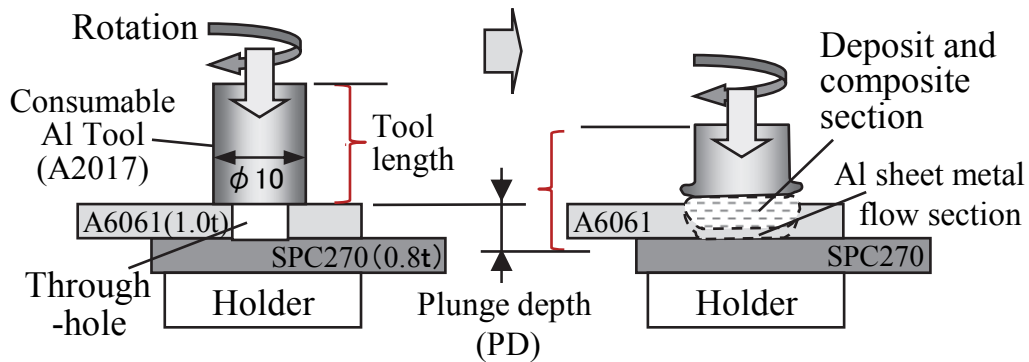 Rotation
Consumable
Al Tool
(A2017)
φ10
Tool
length
A6061(1.0t)
SPC270(0.8t)
Through
-hole
Holder
Plunge depth
(PD)
Deposit and
composite
section
Al sheet metal
flow section
A6061
SPC270
Holder